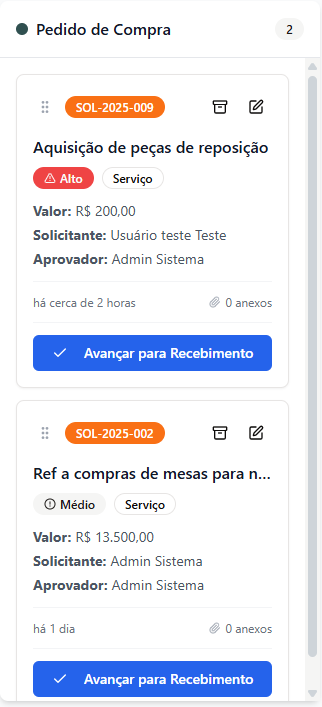 Pedido de Compra 2
SOL-2025-009
Aquisição de peças de reposição
Alto Serviço
Valor: R$ 200,00
Solicitante: Usuário teste Teste
Aprovador: Admin Sistema
há cerca de 2 horas 0 anexos
Avançar para Recebimento
SOL-2025-002
Ref a compras de mesas para n...
Médio Serviço
Valor: R$ 13.500,00
Solicitante: Admin Sistema
Aprovador: Admin Sistema
há 1 dia 0 anexos
Avançar para Recebimento